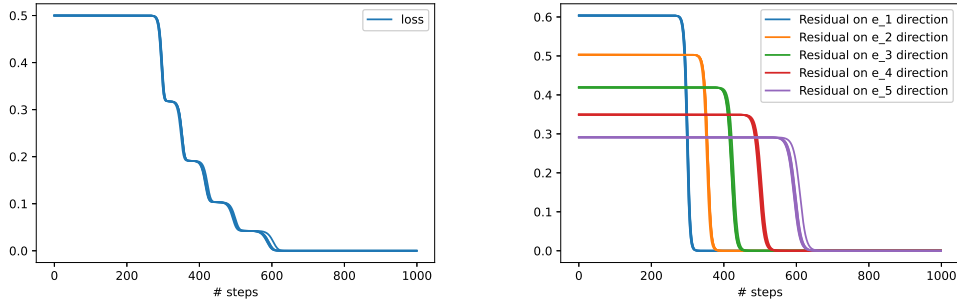 0.5
0.4
0.3
0.2
0.1
0.0
0 200 400 600 800 1000
# steps
loss
0.6
0.5
0.4
0.3
0.2
0.1
0.0
0 200 400 600 800 1000
# steps
Residual on e_1 direction
Residual on e_2 direction
Residual on e_3 direction
Residual on e_4 direction
Residual on e_5 direction